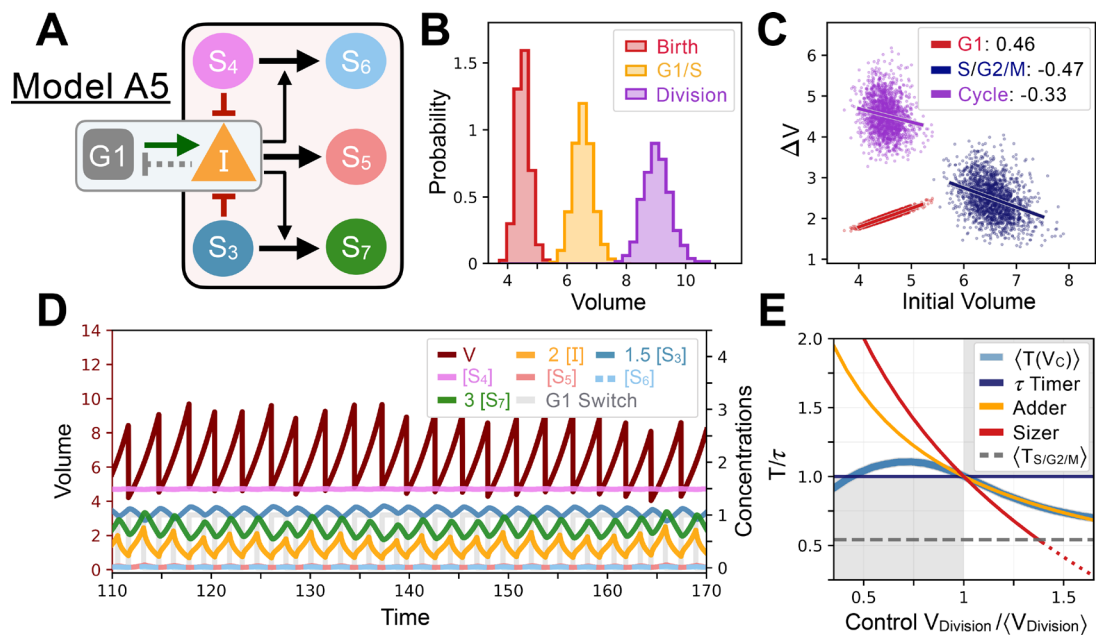 A
Model A5
S4
S6
G1
I
S5
S3
S7
B
Probability
1.5
1
0.5
0
Birth
G1/S
Division
4
6
8
10
Volume
C
ΔV
6
5
4
3
2
1
G1: 0.46
S/G2/M: -0.47
Cycle: -0.33
4
5
6
7
8
Initial Volume
D
Volume
14
12
10
8
6
4
2
0
V
2 [I]
1.5 [S3]
[S4]
[S5]
[S6]
3 [S7]
G1 Switch
4
3
2
1
0
Concentrations
110
120
130
140
150
160
170
Time
E
T/τ
2.0
1.5
1.0
0.5
⟨T(VC)⟩
τ Timer
Adder
Sizer
⟨TS/G2/M⟩
0.5
1
1.5
Control VDivision/⟨VDivision⟩